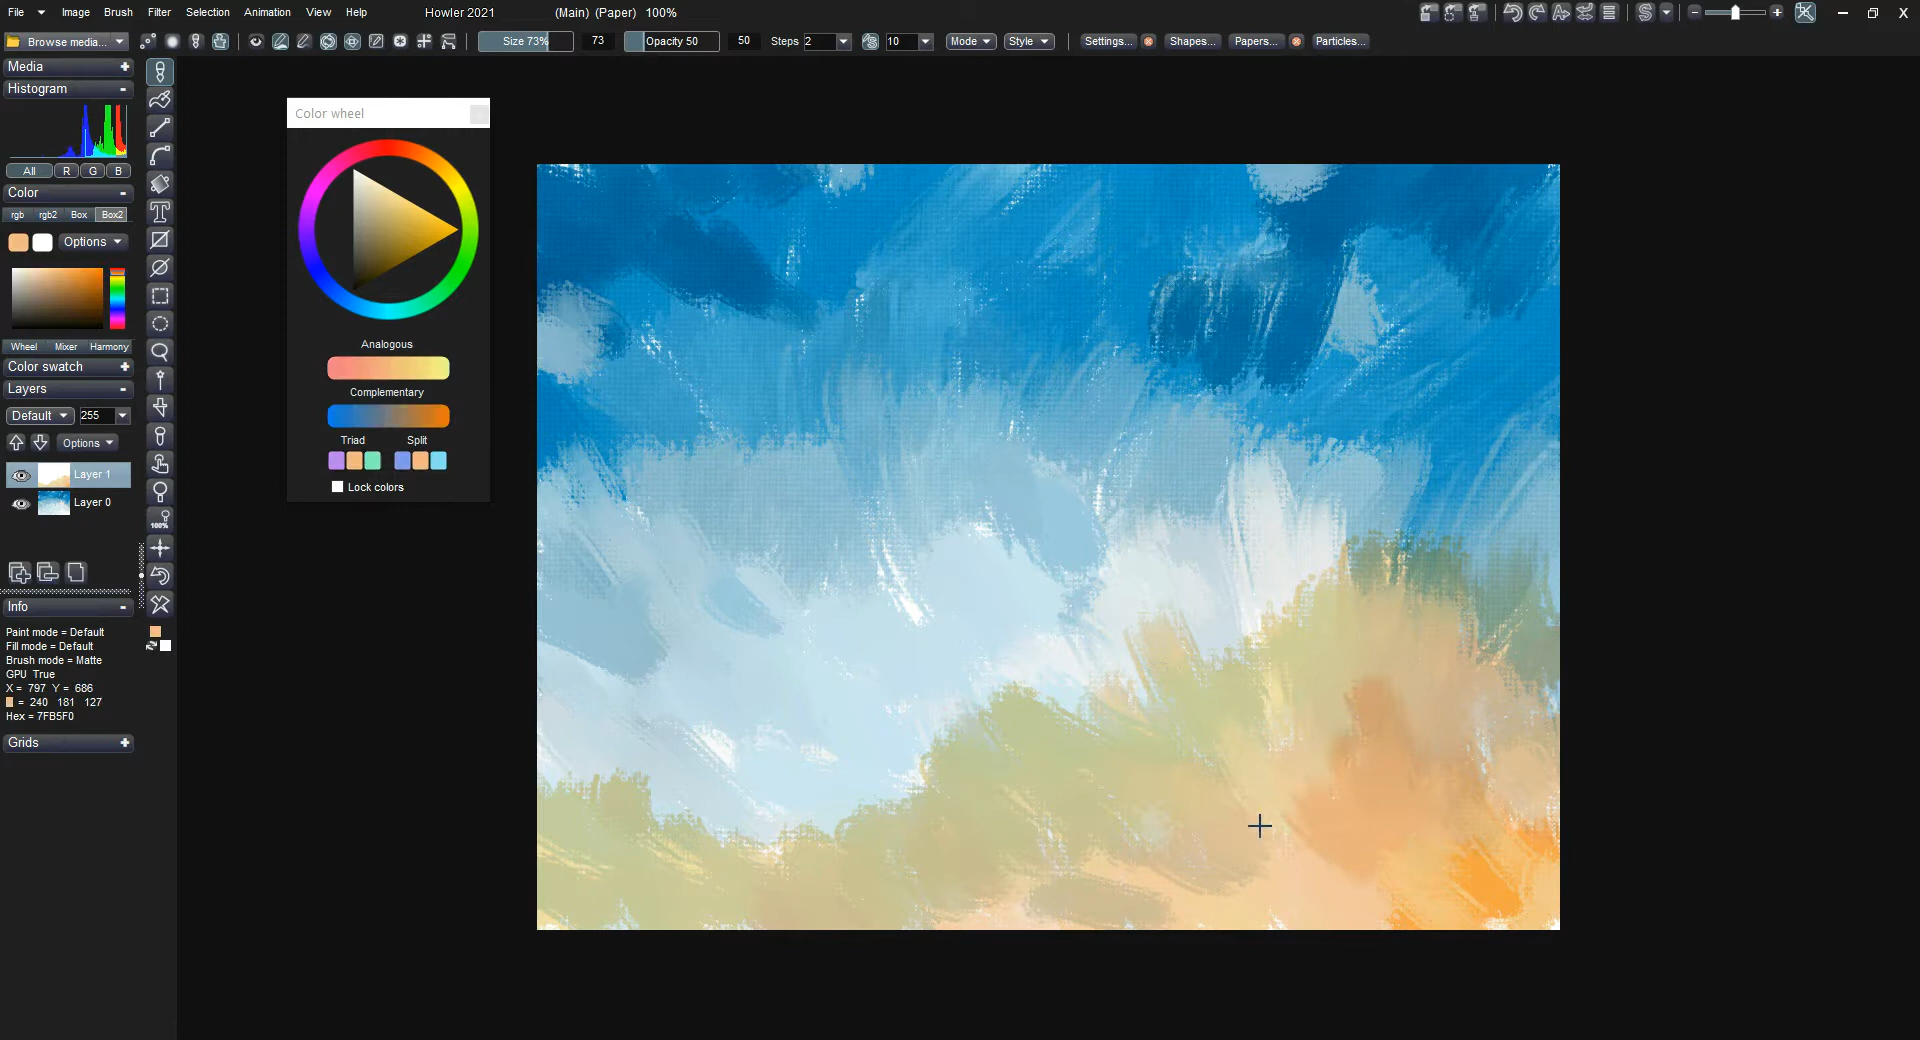 File Image Brush Filter Selection Animation View Help Howler 2021 (Main) (Paper) 100%
Browse media... Size 73% 73 Opacity 50 50 Steps 2 10 Mode Style Settings... Shapes... Papers... Particles...
Media +
Histogram -
All R G B
Color -
rgb rgb2 Box Box2
Options
Wheel Mixer Harmony
Color swatch +
Layers -
Default 255
Options
Layer 1
Layer 0
100%
Info -
Paint mode = Default
Fill mode = Default
Brush mode = Matte
GPU True
X = 797 Y = 686
= 240 181 127
Hex = 7FB5F0
Grids +
Color wheel
Analogous
Complementary
Triad Split
Lock colors